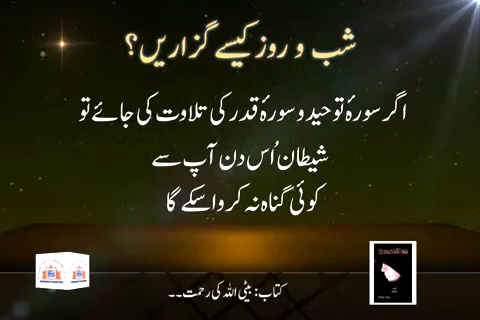 شب و روز کیسے گزاریں؟
اگر سورۂ توحید و سورۂ قدر کی تلاوت کی جائے تو
شیطان اُس دن آپ سے
کوئی گناہ نہ کروا سکے گا
کتاب: بیٹی اللہ کی رحمت۔۔